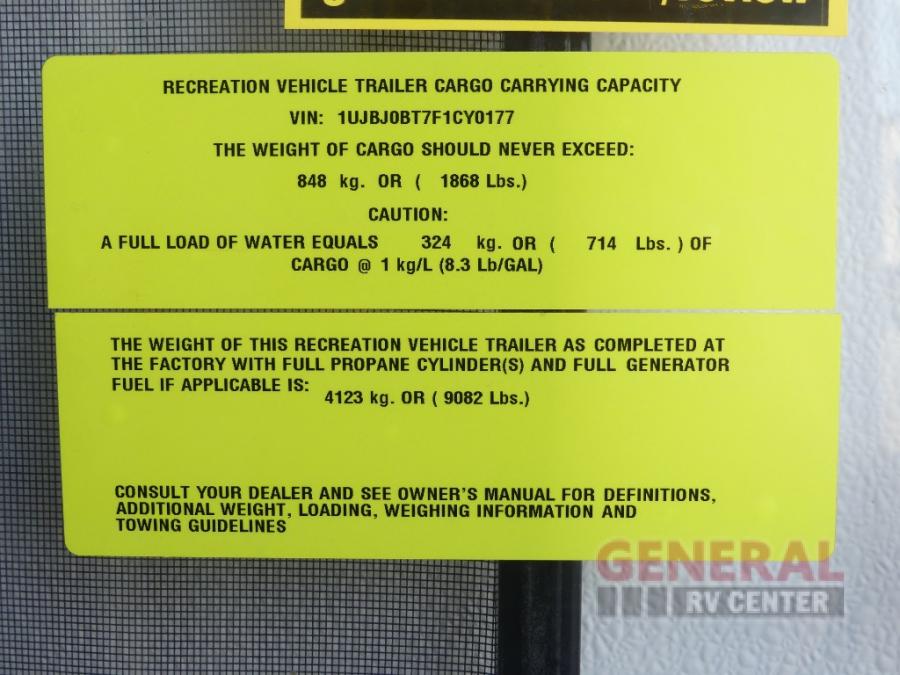 RECREATION VEHICLE TRAILER CARGO CARRYING CAPACITY
VIN: 1UJBJ0BT7F1CY0177
THE WEIGHT OF CARGO SHOULD NEVER EXCEED:
848 kg. OR ( 1868 Lbs.)
CAUTION:
A FULL LOAD OF WATER EQUALS 324 kg. OR ( 714 Lbs. ) OF
CARGO @ 1 kg/L (8.3 Lb/GAL)
THE WEIGHT OF THIS RECREATION VEHICLE TRAILER AS COMPLETED AT
THE FACTORY WITH FULL PROPANE CYLINDER(S) AND FULL GENERATOR
FUEL IF APPLICABLE IS:
4123 kg. OR ( 9082 Lbs.)
CONSULT YOUR DEALER AND SEE OWNER'S MANUAL FOR DEFINITIONS,
ADDITIONAL WEIGHT, LOADING, WEIGHING INFORMATION AND
TOWING GUIDELINES
GENERAL
RV CENTER